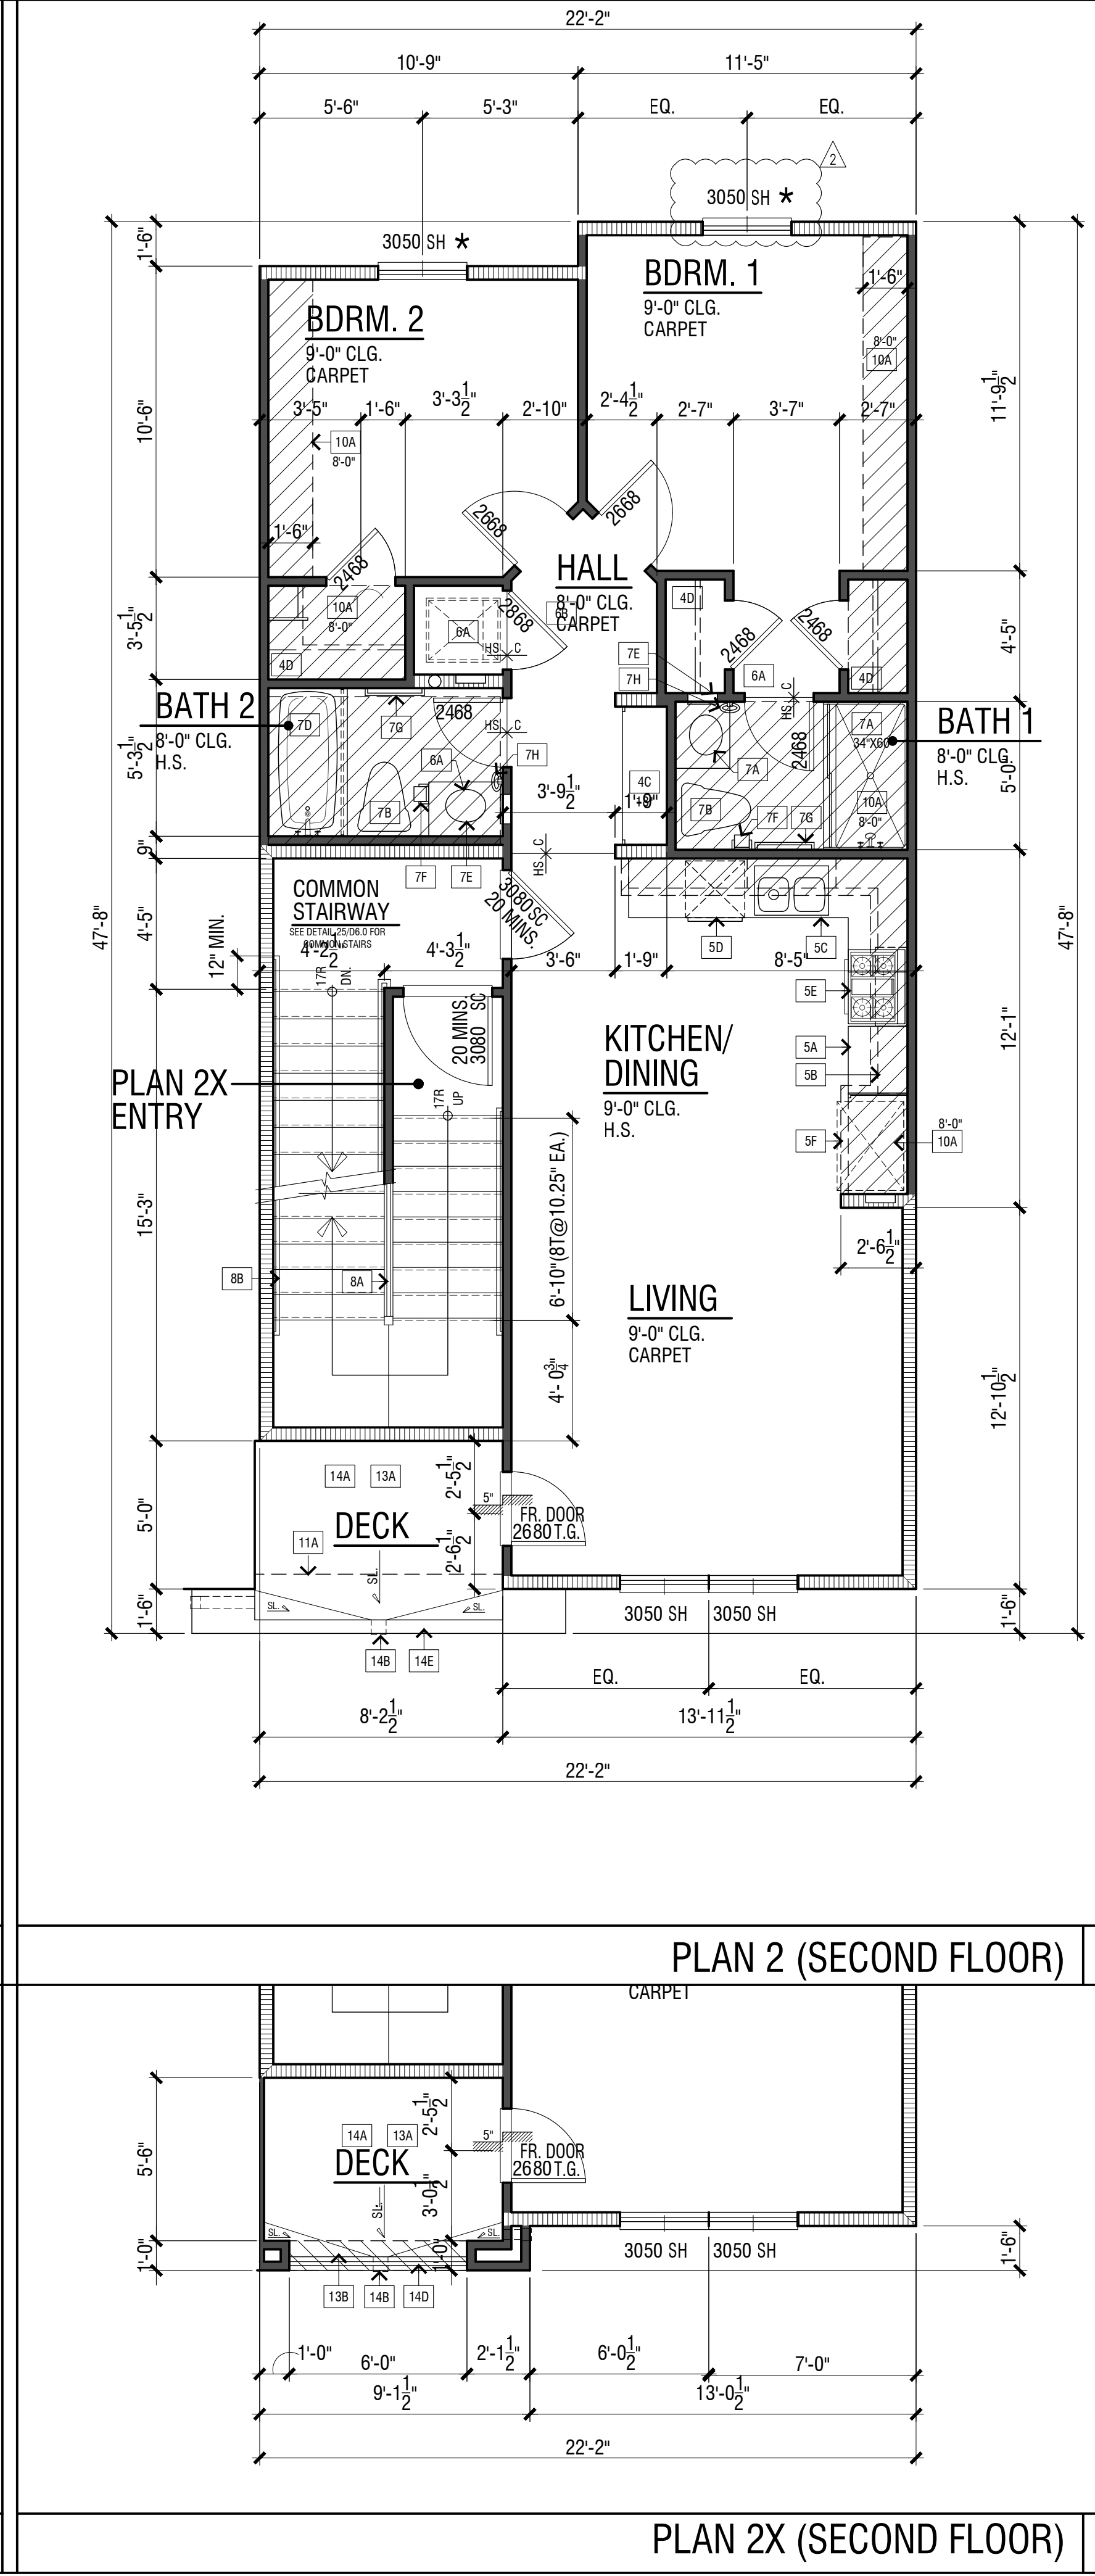 22'-2"
10'-9" 11'-5"
5'-6" 5'-3" EQ. EQ.
2
3050 SH *
3050 SH *
1'-6"
BDRM. 1
9'-0" CLG.
CARPET
1'-6"
8'-0"
10A
BDRM. 2
9'-0" CLG.
CARPET
10'-6"
11'-9 1/2"
3'-5" 1'-6" 3'-3 1/2" 2'-10" 2'-4 1/2" 2'-7" 3'-7" 2'-7"
10A
8'-0"
2668 2668
1'-6"
2468
HALL
8'-0" CLG.
CARPET
6B
10A
8'-0"
4D
2868
6A
HS C
4D
2468 2468
4D
7E
7H
6A
HS C
3'-5 1/2"
4'-5"
BATH 2
8'-0" CLG.
H.S.
5'-3 1/2"
7D
7G
2468
HS C
6A
7H
7B
7F 7E
3'-9 1/2"
1'-9"
4C
7A
7B
7F 7G
2468
7A
34"X60"
10A
8'-0"
BATH 1
8'-0" CLG.
H.S.
5'-0"
9"
HS C
COMMON
STAIRWAY
SEE DETAIL 25/D6.0 FOR
COMMON STAIRS
3080 SC
20 MINS.
4'-5"
12" MIN.
47'-8"
47'-8"
4'-2 1/2" 4'-3 1/2" 3'-6" 1'-9" 8'-5"
17R
DN.
5D 5C
5E
5A
5B
5F
8'-0"
10A
20 MINS.
3080 SC
KITCHEN/
DINING
9'-0" CLG.
H.S.
12'-1"
PLAN 2X
ENTRY
17R
UP
6'-10"(8T@10.25" EA.)
15'-3"
8B
8A
2'-6 1/2"
LIVING
9'-0" CLG.
CARPET
4'-0 3/4"
12'-10 1/2"
14A 13A
2'-5 1/2"
5"
FR. DOOR
2680 T.G.
DECK
11A
5'-0"
2'-6 1/2"
SL.
SL. SL.
1'-6"
1'-6"
3050 SH 3050 SH
14B 14E
EQ. EQ.
8'-2 1/2" 13'-11 1/2"
22'-2"
PLAN 2 (SECOND FLOOR)
CARPET
14A 13A
2'-5 1/2"
5"
FR. DOOR
2680 T.G.
DECK
5'-6"
3'-0 1/2"
SL.
SL. SL.
1'-0"
1'-0"
1'-6"
3050 SH 3050 SH
13B 14B 14D
1'-0" 6'-0" 2'-1 1/2" 6'-0 1/2" 7'-0"
9'-1 1/2" 13'-0 1/2"
22'-2"
PLAN 2X (SECOND FLOOR)